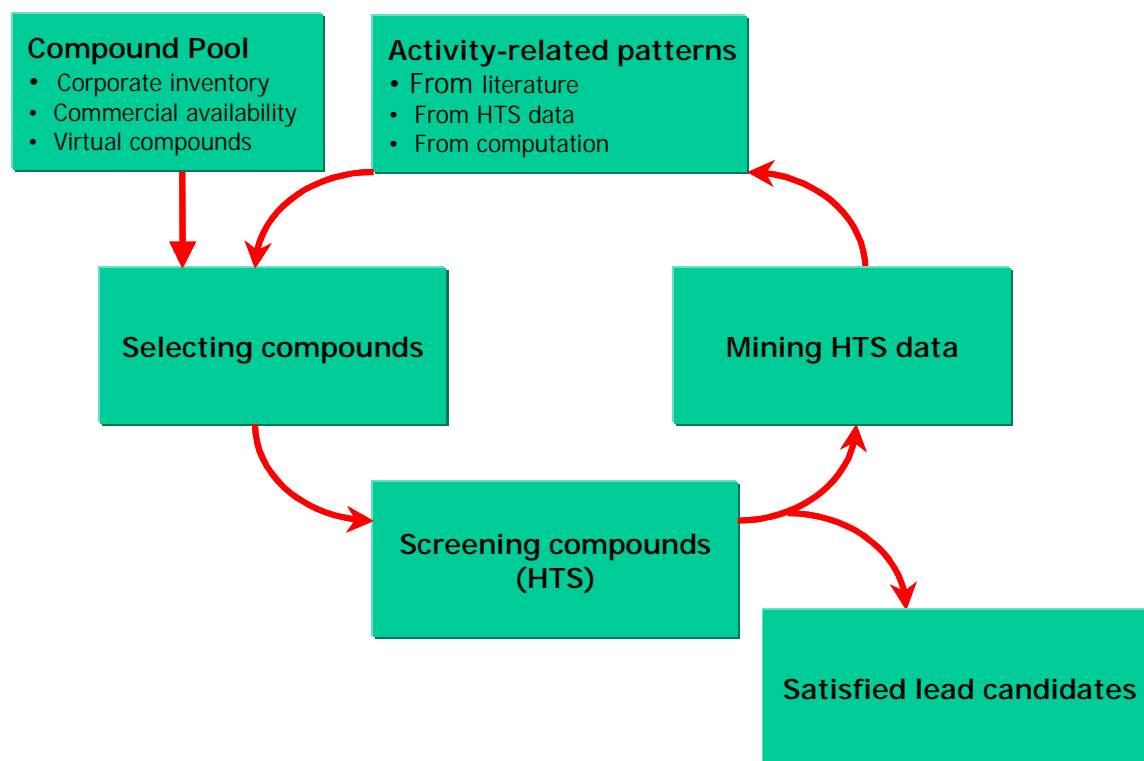 Compound Pool
• Corporate inventory
• Commercial availability
• Virtual compounds
Activity-related patterns
• From literature
• From HTS data
• From computation
Selecting compounds
Mining HTS data
Screening compounds
(HTS)
Satisfied lead candidates